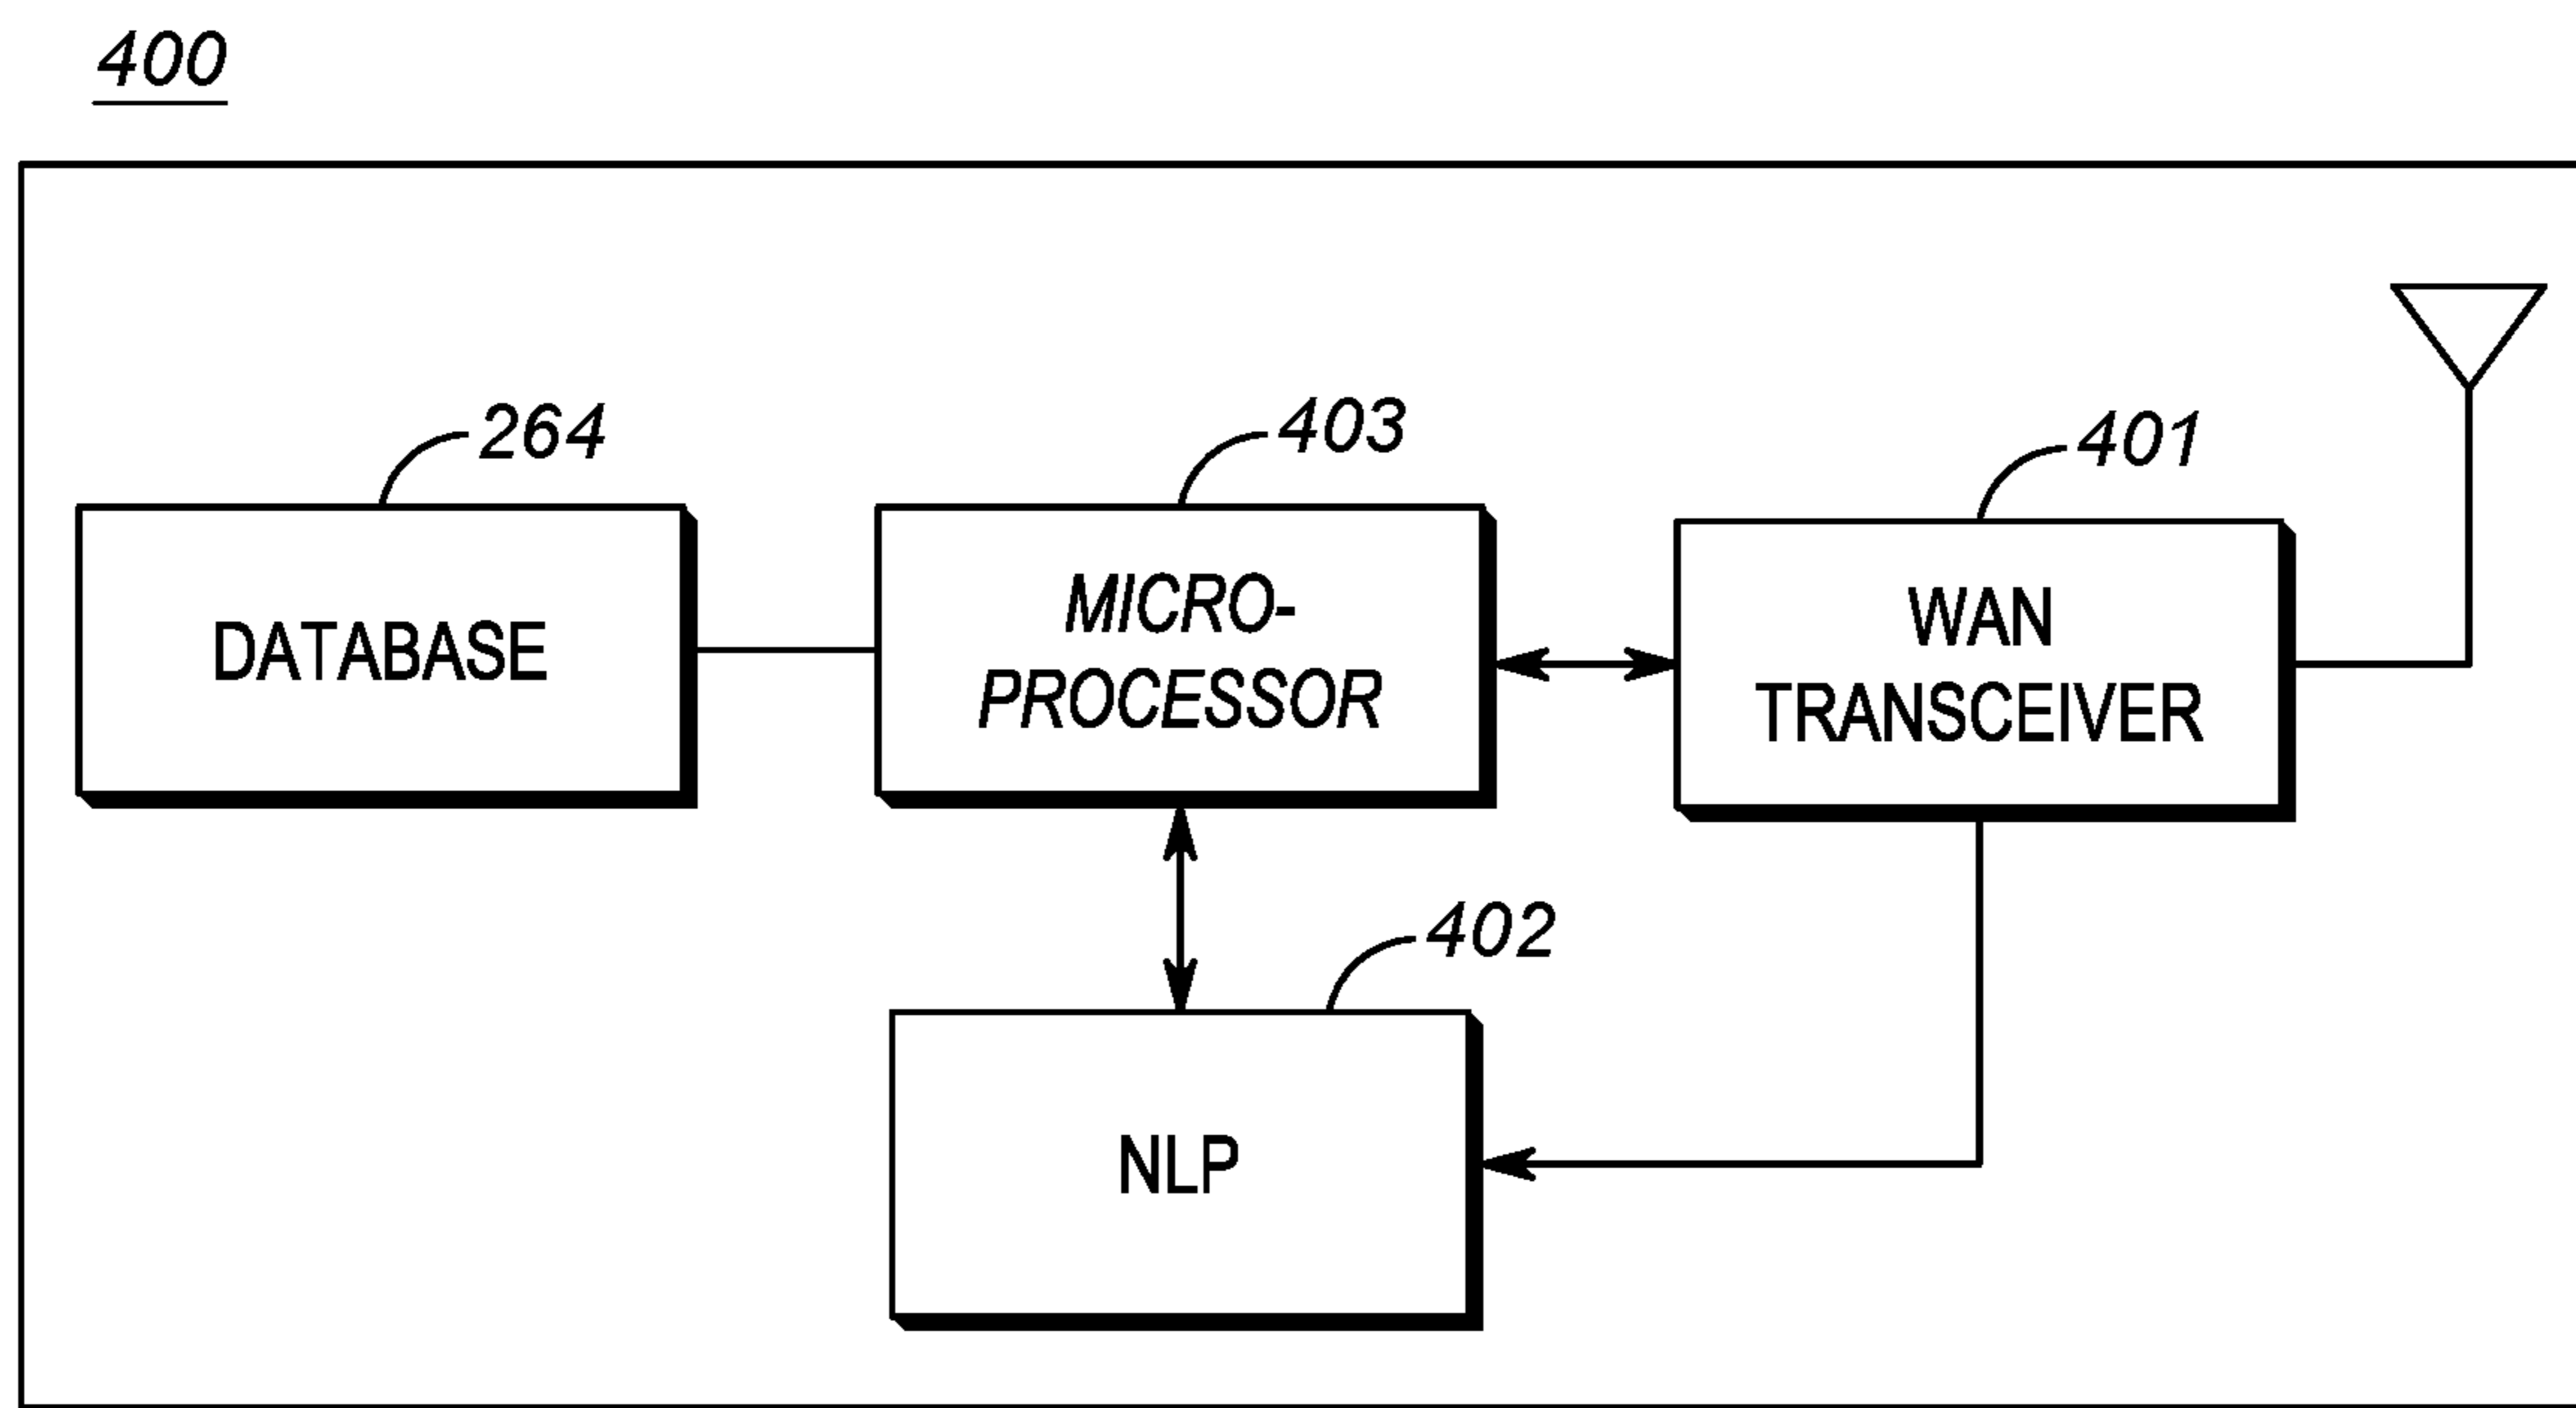 400
264
403
401
DATABASE
MICRO-
PROCESSOR
WAN
TRANSCEIVER
402
NLP